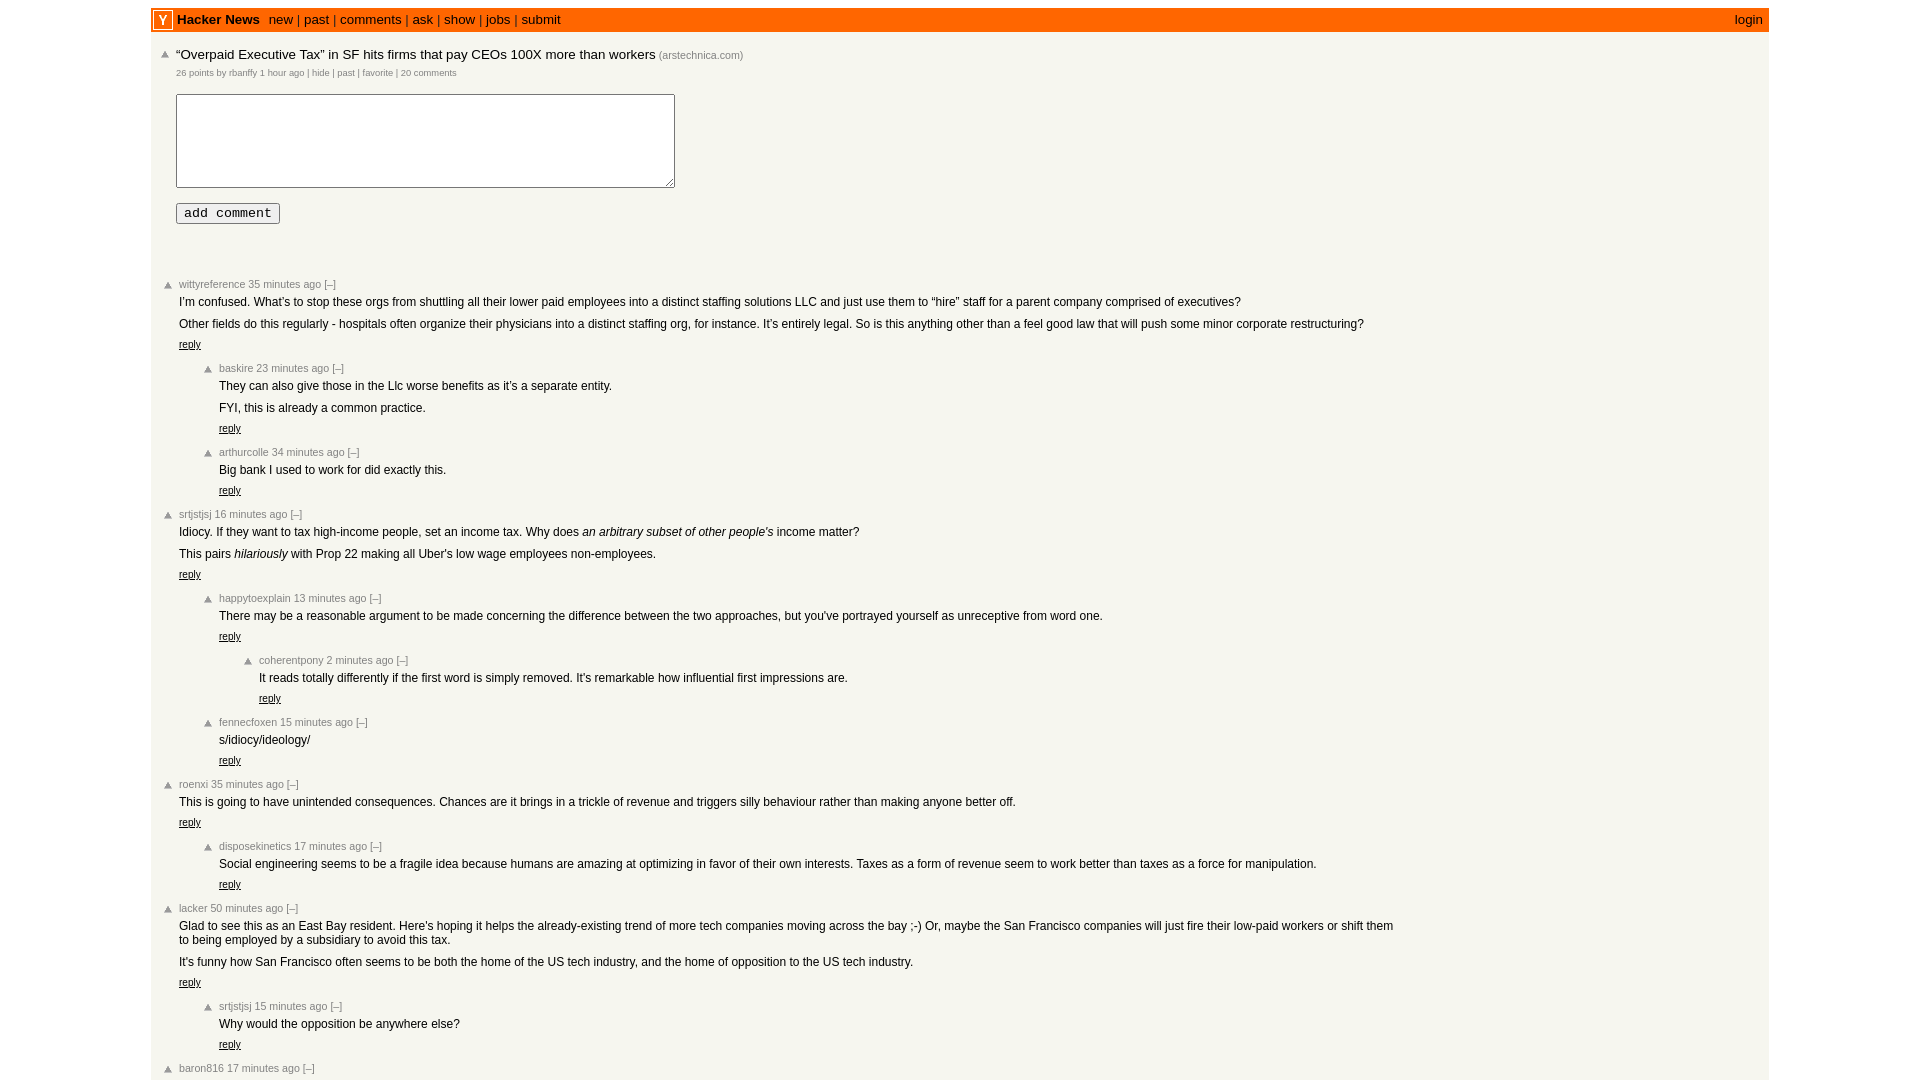 Y Hacker News new | past | comments | ask | show | jobs | submit login
“Overpaid Executive Tax” in SF hits firms that pay CEOs 100X more than workers (arstechnica.com)
26 points by rbanffy 1 hour ago | hide | past | favorite | 20 comments
add comment
wittyreference 35 minutes ago [–]
I’m confused. What’s to stop these orgs from shuttling all their lower paid employees into a distinct staffing solutions LLC and just use them to “hire” staff for a parent company comprised of executives?
Other fields do this regularly - hospitals often organize their physicians into a distinct staffing org, for instance. It’s entirely legal. So is this anything other than a feel good law that will push some minor corporate restructuring?
reply
baskire 23 minutes ago [–]
They can also give those in the Llc worse benefits as it’s a separate entity.
FYI, this is already a common practice.
reply
arthurcolle 34 minutes ago [–]
Big bank I used to work for did exactly this.
reply
srtjstjsj 16 minutes ago [–]
Idiocy. If they want to tax high-income people, set an income tax. Why does an arbitrary subset of other people's income matter?
This pairs hilariously with Prop 22 making all Uber's low wage employees non-employees.
reply
happytoexplain 13 minutes ago [–]
There may be a reasonable argument to be made concerning the difference between the two approaches, but you've portrayed yourself as unreceptive from word one.
reply
coherentpony 2 minutes ago [–]
It reads totally differently if the first word is simply removed. It's remarkable how influential first impressions are.
reply
fennecfoxen 15 minutes ago [–]
s/idiocy/ideology/
reply
roenxi 35 minutes ago [–]
This is going to have unintended consequences. Chances are it brings in a trickle of revenue and triggers silly behaviour rather than making anyone better off.
reply
disposekinetics 17 minutes ago [–]
Social engineering seems to be a fragile idea because humans are amazing at optimizing in favor of their own interests. Taxes as a form of revenue seem to work better than taxes as a force for manipulation.
reply
lacker 50 minutes ago [–]
Glad to see this as an East Bay resident. Here's hoping it helps the already-existing trend of more tech companies moving across the bay ;-) Or, maybe the San Francisco companies will just fire their low-paid workers or shift them
to being employed by a subsidiary to avoid this tax.
It's funny how San Francisco often seems to be both the home of the US tech industry, and the home of opposition to the US tech industry.
reply
srtjstjsj 15 minutes ago [–]
Why would the opposition be anywhere else?
reply
baron816 17 minutes ago [–]